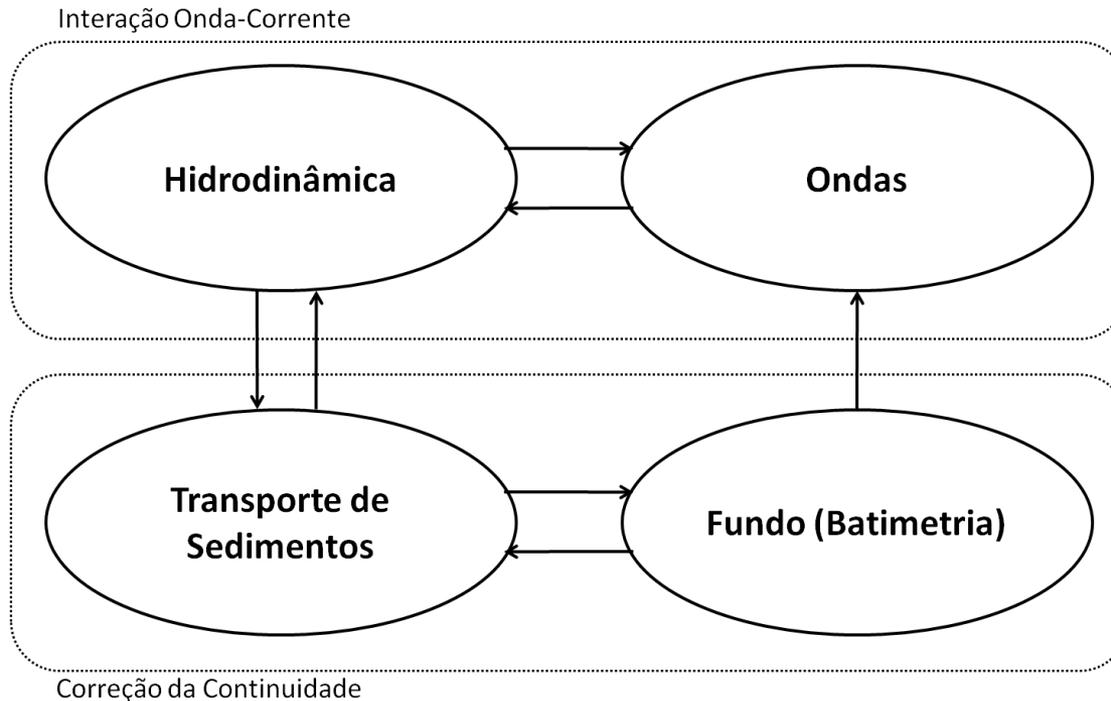 Interação Onda-Corrente
Hidrodinâmica
Ondas
Transporte de
Sedimentos
Fundo (Batimetria)
Correção da Continuidade